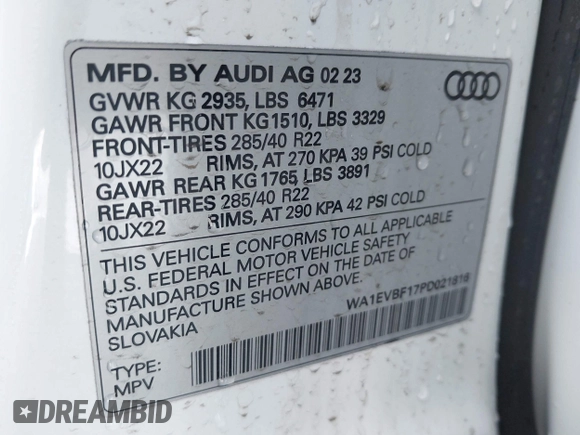 MFD. BY AUDI AG 02 23
GVWR KG 2935, LBS 6471
GAWR FRONT KG1510, LBS 3329
FRONT-TIRES 285/40 R22
10JX22 RIMS, AT 270 KPA 39 PSI COLD
GAWR REAR KG 1765, LBS 3891
REAR-TIRES 285/40 R22
10JX22 RIMS, AT 290 KPA 42 PSI COLD
THIS VEHICLE CONFORMS TO ALL APPLICABLE
U.S. FEDERAL MOTOR VEHICLE SAFETY
STANDARDS IN EFFECT ON THE DATE OF
MANUFACTURE SHOWN ABOVE.
SLOVAKIA
WA1EVBF17PD021816
TYPE:
MPV
DREAMBID